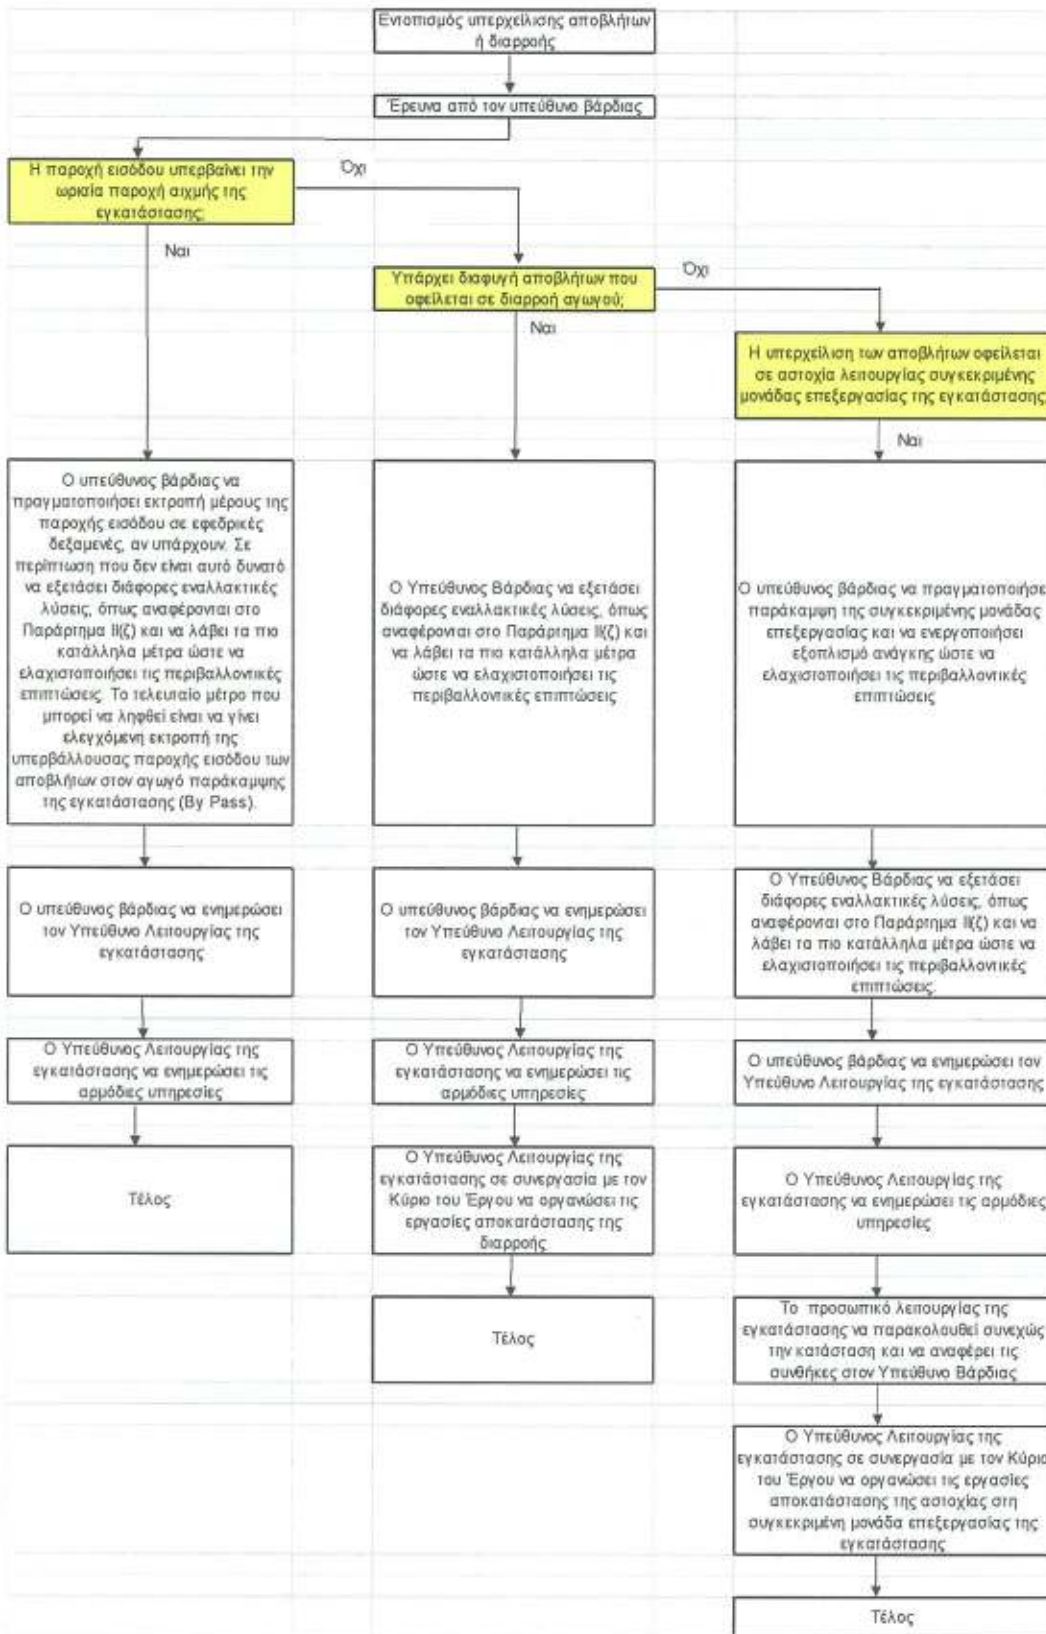 Εντοπισμός υπερχείλισης αποβλήτων
ή διαρροής
Έρευνα από τον υπεύθυνο βάρδιας
Η παροχή εισόδου υπερβαίνει την
ωριαία παροχή αιχμής της
εγκατάστασης;
Όχι
Ναι
Υπάρχει διαφυγή αποβλήτων που
οφείλεται σε διαρροή αγωγού;
Όχι
Ναι
Η υπερχείλιση των αποβλήτων οφείλεται
σε αστοχία λειτουργίας συγκεκριμένης
μονάδας επεξεργασίας της εγκατάστασης;
Ναι
Ο υπεύθυνος βάρδιας να
πραγματοποιήσει εκτροπή μέρους της
παροχής εισόδου σε εφεδρικές
δεξαμενές, αν υπάρχουν. Σε
περίπτωση που δεν είναι αυτό δυνατό
να εξετάσει διάφορες εναλλακτικές
λύσεις, όπως αναφέρονται στο
Παράρτημα ΙΙ(ζ) και να λάβει τα πιο
κατάλληλα μέτρα ώστε να
ελαχιστοποιήσει τις περιβαλλοντικές
επιπτώσεις. Το τελευταίο μέτρο που
μπορεί να ληφθεί είναι να γίνει
ελεγχόμενη εκτροπή της
υπερβάλλουσας παροχής εισόδου των
αποβλήτων στον αγωγό παράκαμψης
της εγκατάστασης (By Pass).
Ο Υπεύθυνος Βάρδιας να εξετάσει
διάφορες εναλλακτικές λύσεις, όπως
αναφέρονται στο Παράρτημα ΙΙ(ζ) και
να λάβει τα πιο κατάλληλα μέτρα
ώστε να ελαχιστοποιήσει τις
περιβαλλοντικές επιπτώσεις
Ο υπεύθυνος βάρδιας να πραγματοποιήσει
παράκαμψη της συγκεκριμένης μονάδας
επεξεργασίας και να ενεργοποιήσει
εξοπλισμό ανάγκης ώστε να
ελαχιστοποιήσει τις περιβαλλοντικές
επιπτώσεις
Ο υπεύθυνος βάρδιας να ενημερώσει
τον Υπεύθυνο Λειτουργίας της
εγκατάστασης
Ο υπεύθυνος βάρδιας να ενημερώσει
τον Υπεύθυνο Λειτουργίας της
εγκατάστασης
Ο Υπεύθυνος Βάρδιας να εξετάσει
διάφορες εναλλακτικές λύσεις, όπως
αναφέρονται στο Παράρτημα ΙΙ(ζ) και να
λάβει τα πιο κατάλληλα μέτρα ώστε να
ελαχιστοποιήσει τις περιβαλλοντικές
επιπτώσεις.
Ο Υπεύθυνος Λειτουργίας της
εγκατάστασης να ενημερώσει τις
αρμόδιες υπηρεσίες
Ο Υπεύθυνος Λειτουργίας της
εγκατάστασης να ενημερώσει τις
αρμόδιες υπηρεσίες
Ο υπεύθυνος βάρδιας να ενημερώσει τον
Υπεύθυνο Λειτουργίας της εγκατάστασης
Τέλος
Ο Υπεύθυνος Λειτουργίας της
εγκατάστασης σε συνεργασία με τον
Κύριο του Έργου να οργανώσει τις
εργασίες αποκατάστασης της
διαρροής
Ο Υπεύθυνος Λειτουργίας της
εγκατάστασης να ενημερώσει τις αρμόδιες
υπηρεσίες
Τέλος
Το προσωπικό λειτουργίας της
εγκατάστασης να παρακολουθεί συνεχώς
την κατάσταση και να αναφέρει τις
συνθήκες στον Υπεύθυνο Βάρδιας
Ο Υπεύθυνος Λειτουργίας της
εγκατάστασης σε συνεργασία με τον Κύριο
του Έργου να οργανώσει τις εργασίες
αποκατάστασης της αστοχίας στη
συγκεκριμένη μονάδα επεξεργασίας της
εγκατάστασης
Τέλος